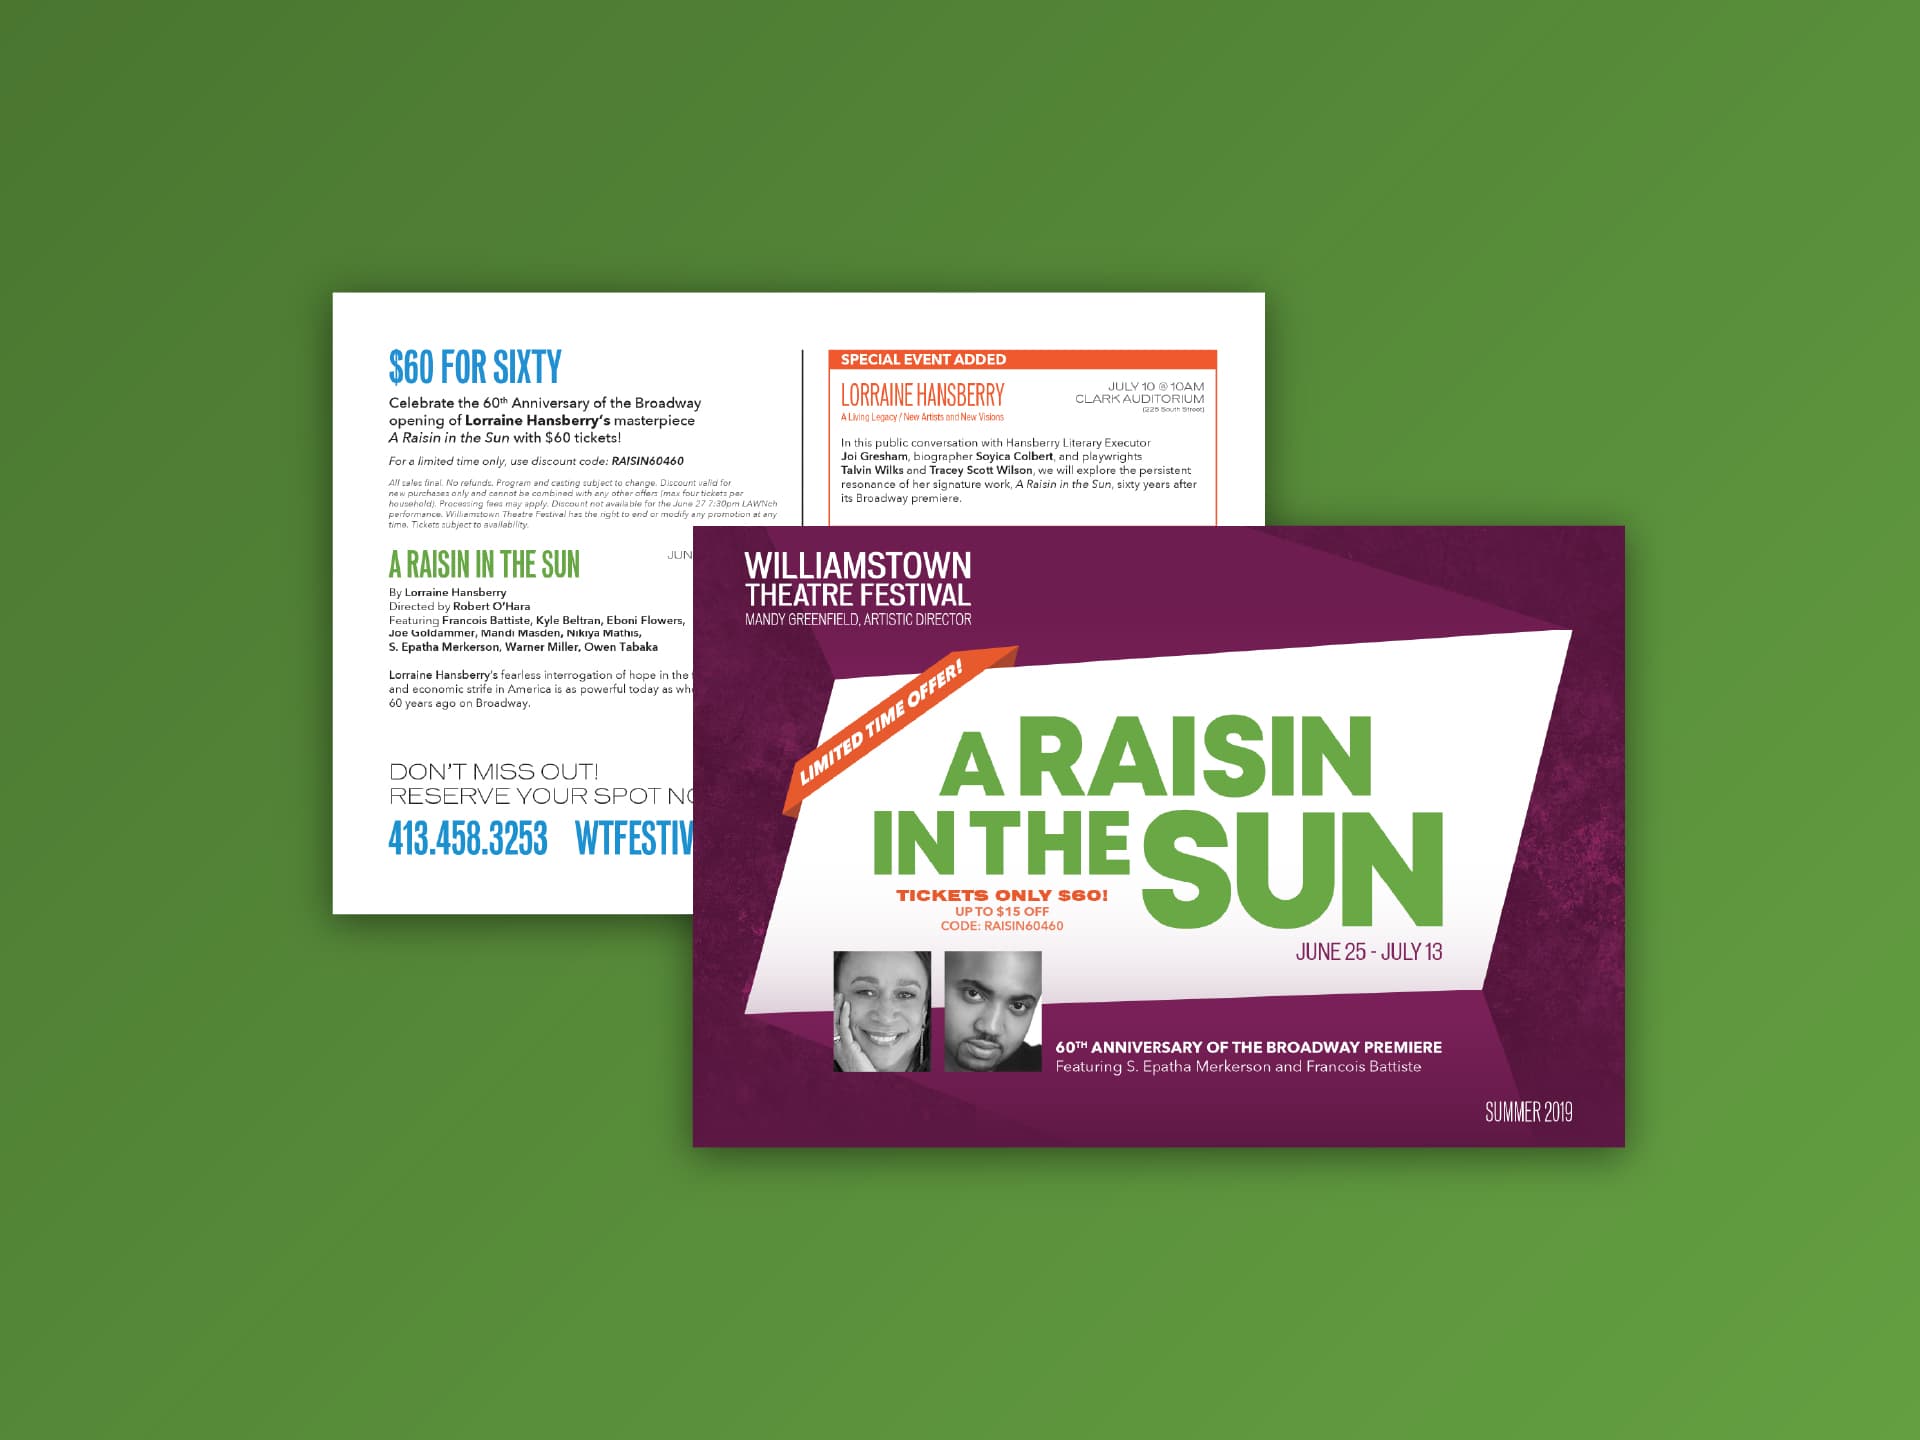 $60 FOR SIXTY
Celebrate the 60th Anniversary of the Broadway
opening of Lorraine Hansberry's masterpiece
A Raisin in the Sun with $60 tickets!
For a limited time only, use discount code: RAISIN60460
All sales final. No refunds. Program and casting subject to change. Discount valid for
new purchases only and cannot be combined with any other offers (max four tickets per
household). Processing fees may apply. Discount not available for the June 27 7:30pm LAWNch
performance. Williamstown Theatre Festival has the right to end or modify any promotion at any
time. Tickets subject to availability.
A RAISIN IN THE SUN
JUN
By Lorraine Hansberry
Directed by Robert O'Hara
Featuring Francois Battiste, Kyle Beltran, Eboni Flowers,
Joe Goldammer, Mandi Masden, Nikiya Mathis,
S. Epatha Merkerson, Warner Miller, Owen Tabaka
Lorraine Hansberry's fearless interrogation of hope in the
and economic strife in America is as powerful today as
60 years ago on Broadway.
DON'T MISS OUT!
RESERVE YOUR SPOT
413.458.3253 WTFESTIV
SPECIAL EVENT ADDED
LORRAINE HANSBERRY
A Living Legacy / New Artists and New Visions
JULY 10 @ 10AM
CLARK AUDITORIUM
(225 South Street)
In this public conversation with Hansberry Literary Executor
Joi Gresham, biographer Soyica Colbert, and playwrights
Talvin Wilks and Tracey Scott Wilson, we will explore the persistent
resonance of her signature work, A Raisin in the Sun, sixty years after
its Broadway premiere.
WILLIAMSTOWN
THEATRE FESTIVAL
MANDY GREENFIELD, ARTISTIC DIRECTOR
LIMITED TIME OFFER!
A RAISIN
IN THE SUN
TICKETS ONLY $60!
UP TO $15 OFF
CODE: RAISIN60460
JUNE 25 - JULY 13
60TH ANNIVERSARY OF THE BROADWAY PREMIERE
Featuring S. Epatha Merkerson and Francois Battiste
SUMMER 2019